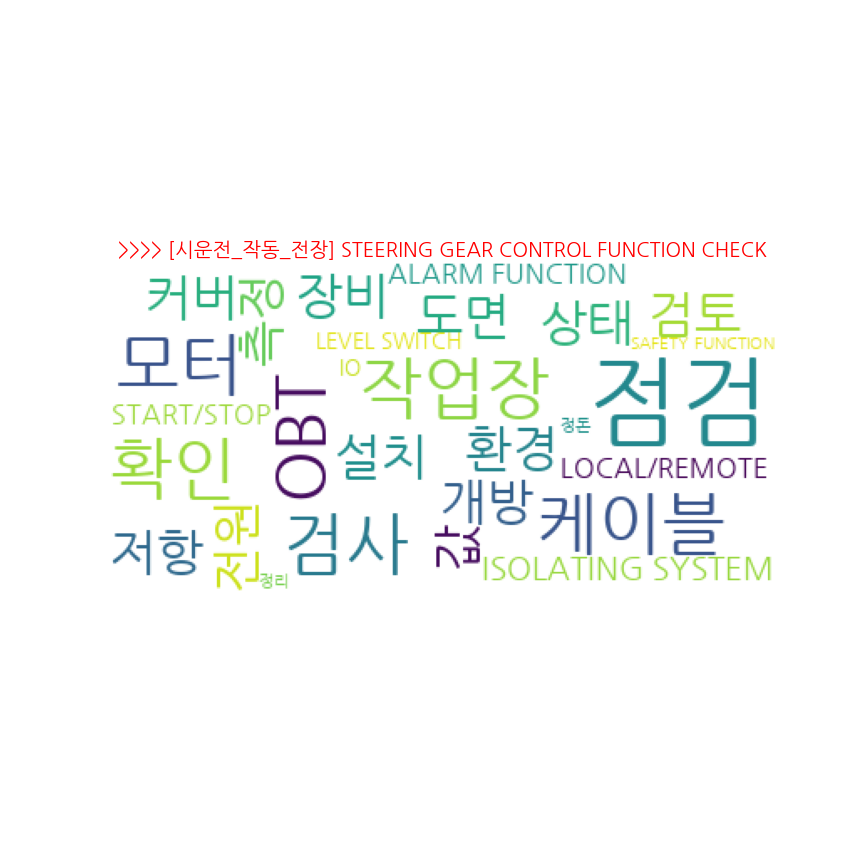 >>>> [시운전_작동_전장] STEERING GEAR CONTROL FUNCTION CHECK
ALARM FUNCTION
커버
측정
장비
도면
상태
검토
모터
LEVEL SWITCH
SAFETY FUNCTION
IO
작업장
점검
START/STOP
OBT
정돈
확인
설치
환경
LOCAL/REMOTE
개방
케이블
저항
전원
검사
값
ISOLATING SYSTEM
정리